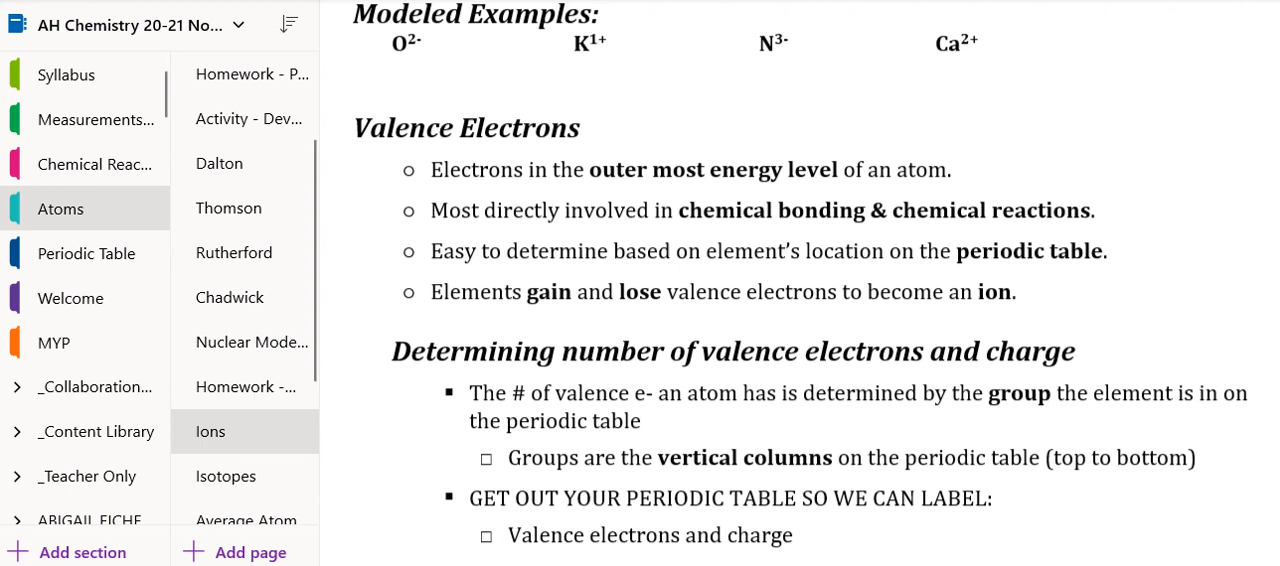 AH Chemistry 20-21 No...
Syllabus
Measurements...
Chemical Reac...
Atoms
Periodic Table
Welcome
MYP
_Collaboration...
_Content Library
_Teacher Only
ABIGAIL FICHE
Add section
Homework - P...
Activity - Dev...
Dalton
Thomson
Rutherford
Chadwick
Nuclear Mode...
Homework -...
Ions
Isotopes
Average Atom
Add page
Modeled Examples:
O²⁻ K¹⁺ N³⁻ Ca²⁺
Valence Electrons
o Electrons in the outer most energy level of an atom.
o Most directly involved in chemical bonding & chemical reactions.
o Easy to determine based on element’s location on the periodic table.
o Elements gain and lose valence electrons to become an ion.
Determining number of valence electrons and charge
▪ The # of valence e- an atom has is determined by the group the element is in on
the periodic table
□ Groups are the vertical columns on the periodic table (top to bottom)
▪ GET OUT YOUR PERIODIC TABLE SO WE CAN LABEL:
□ Valence electrons and charge